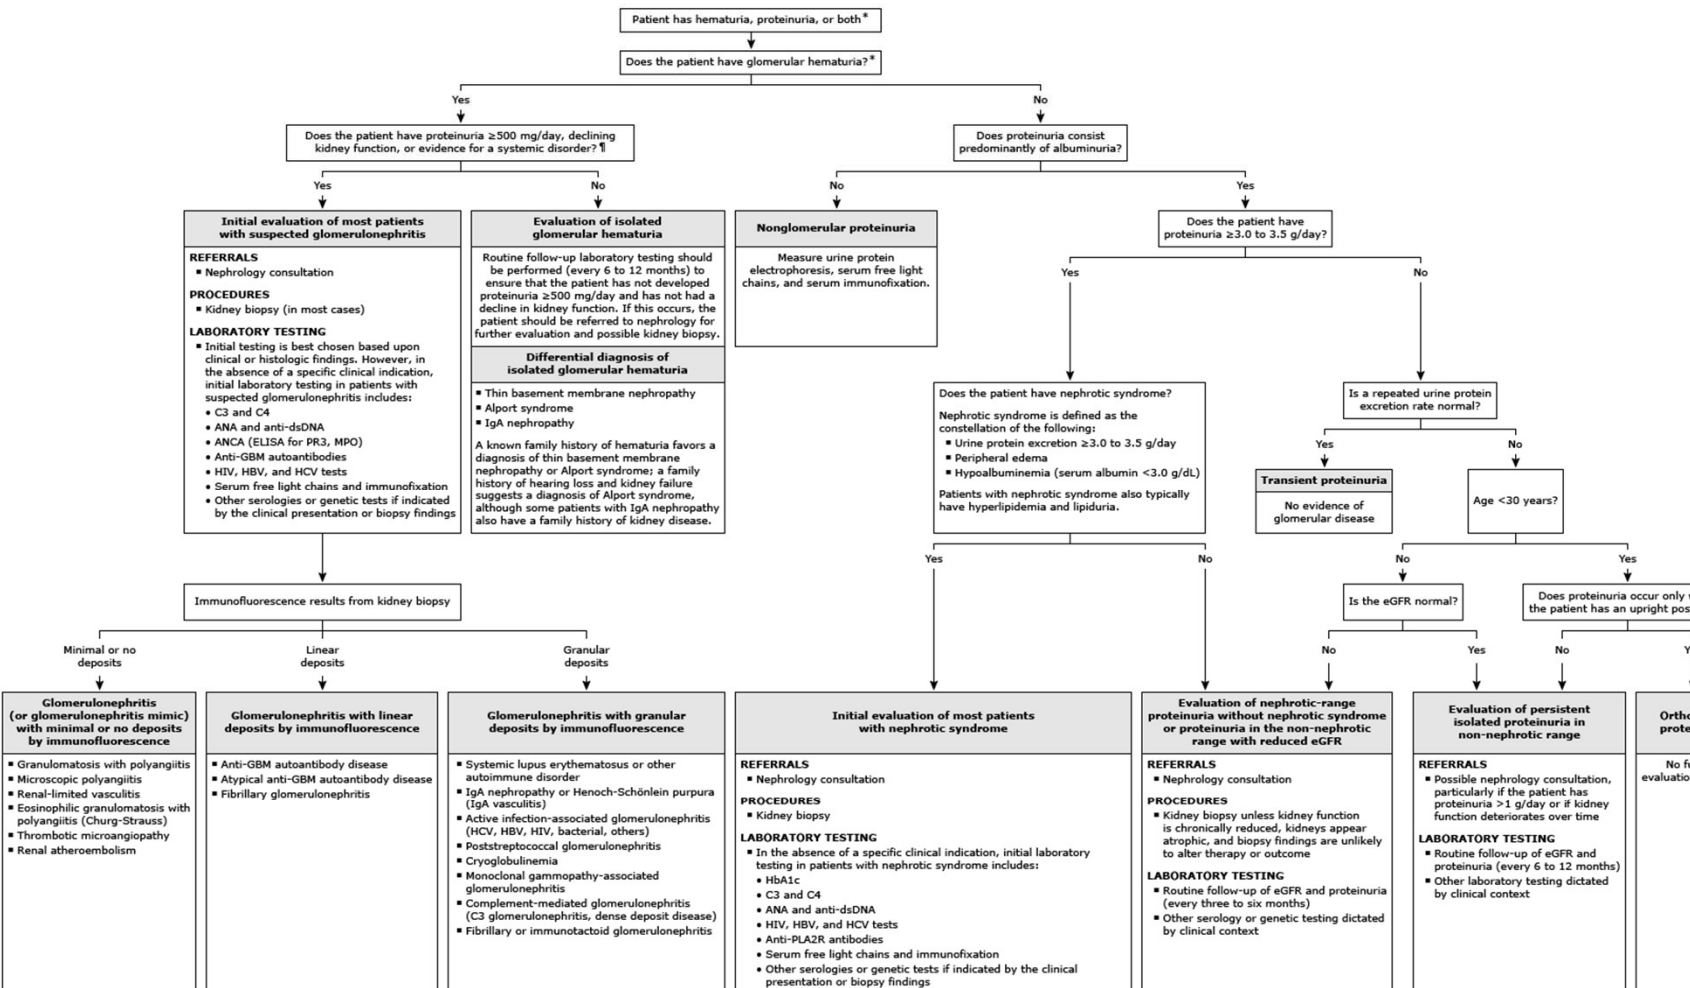 Patient has hematuria, proteinuria, or both*
Does the patient have glomerular hematuria?*
Yes
No
Does the patient have proteinuria ≥500 mg/day, declining
kidney function, or evidence for a systemic disorder?¶
Does proteinuria consist
predominantly of albuminuria?
Yes
No
No
Yes
Initial evaluation of most patients
with suspected glomerulonephritis
REFERRALS
▪ Nephrology consultation
PROCEDURES
▪ Kidney biopsy (in most cases)
LABORATORY TESTING
▪ Initial testing is best chosen based upon
clinical or histologic findings. However, in
the absence of a specific clinical indication,
initial laboratory testing in patients with
suspected glomerulonephritis includes:
• C3 and C4
• ANA and anti-dsDNA
• ANCA (ELISA for PR3, MPO)
• Anti-GBM autoantibodies
• HIV, HBV, and HCV tests
• Serum free light chains and immunofixation
• Other serologies or genetic tests if indicated
by the clinical presentation or biopsy findings
Evaluation of isolated
glomerular hematuria
Routine follow-up laboratory testing should
be performed (every 6 to 12 months) to
ensure that the patient has not developed
proteinuria ≥500 mg/day and has not had a
decline in kidney function. If this occurs, the
patient should be referred to nephrology for
further evaluation and possible kidney biopsy.
Differential diagnosis of
isolated glomerular hematuria
▪ Thin basement membrane nephropathy
▪ Alport syndrome
▪ IgA nephropathy
A known family history of hematuria favors a
diagnosis of thin basement membrane
nephropathy or Alport syndrome; a family
history of hearing loss and kidney failure
suggests a diagnosis of Alport syndrome,
although some patients with IgA nephropathy
also have a family history of kidney disease.
Nonglomerular proteinuria
Measure urine protein
electrophoresis, serum free light
chains, and serum immunofixation.
Does the patient have
proteinuria ≥3.0 to 3.5 g/day?
Yes
No
Does the patient have nephrotic syndrome?
Nephrotic syndrome is defined as the
constellation of the following:
▪ Urine protein excretion ≥3.0 to 3.5 g/day
▪ Peripheral edema
▪ Hypoalbuminemia (serum albumin <3.0 g/dL)
Patients with nephrotic syndrome also typically
have hyperlipidemia and lipiduria.
Is a repeated urine protein
excretion rate normal?
Yes
No
Transient proteinuria
No evidence of
glomerular disease
Age <30 years?
Yes
No
No
Yes
Immunofluorescence results from kidney biopsy
Is the eGFR normal?
Does proteinuria occur only
the patient has an upright pos
Minimal or no
deposits
Linear
deposits
Granular
deposits
No
Yes
No
Y
Glomerulonephritis
(or glomerulonephritis mimic)
with minimal or no deposits
by immunofluorescence
▪ Granulomatosis with polyangiitis
▪ Microscopic polyangiitis
▪ Renal-limited vasculitis
▪ Eosinophilic granulomatosis with
polyangiitis (Churg-Strauss)
▪ Thrombotic microangiopathy
▪ Renal atheroembolism
Glomerulonephritis with linear
deposits by immunofluorescence
▪ Anti-GBM autoantibody disease
▪ Atypical anti-GBM autoantibody disease
▪ Fibrillary glomerulonephritis
Glomerulonephritis with granular
deposits by immunofluorescence
▪ Systemic lupus erythematosus or other
autoimmune disorder
▪ IgA nephropathy or Henoch-Schönlein purpura
(IgA vasculitis)
▪ Active infection-associated glomerulonephritis
(HCV, HBV, HIV, bacterial, others)
▪ Poststreptococcal glomerulonephritis
▪ Cryoglobulinemia
▪ Monoclonal gammopathy-associated
glomerulonephritis
▪ Complement-mediated glomerulonephritis
(C3 glomerulonephritis, dense deposit disease)
▪ Fibrillary or immunotactoid glomerulonephritis
Initial evaluation of most patients
with nephrotic syndrome
REFERRALS
▪ Nephrology consultation
PROCEDURES
▪ Kidney biopsy
LABORATORY TESTING
▪ In the absence of a specific clinical indication, initial laboratory
testing in patients with nephrotic syndrome includes:
• HbA1c
• C3 and C4
• ANA and anti-dsDNA
• HIV, HBV, and HCV tests
• Anti-PLA2R antibodies
• Serum free light chains and immunofixation
• Other serologies or genetic tests if indicated by the clinical
presentation or biopsy findings
Evaluation of nephrotic-range
proteinuria without nephrotic syndrome
or proteinuria in the non-nephrotic
range with reduced eGFR
REFERRALS
▪ Nephrology consultation
PROCEDURES
▪ Kidney biopsy unless kidney function
is chronically reduced, kidneys appear
atrophic, and biopsy findings are unlikely
to alter therapy or outcome
LABORATORY TESTING
▪ Routine follow-up of eGFR and proteinuria
(every three to six months)
▪ Other serology or genetic testing dictated
by clinical context
Evaluation of persistent
isolated proteinuria in
non-nephrotic range
REFERRALS
▪ Possible nephrology consultation,
particularly if the patient has
proteinuria >1 g/day or if kidney
function deteriorates over time
LABORATORY TESTING
▪ Routine follow-up of eGFR and
proteinuria (every 6 to 12 months)
▪ Other laboratory testing dictated
by clinical context
Ortho
prote
No fu
evaluation